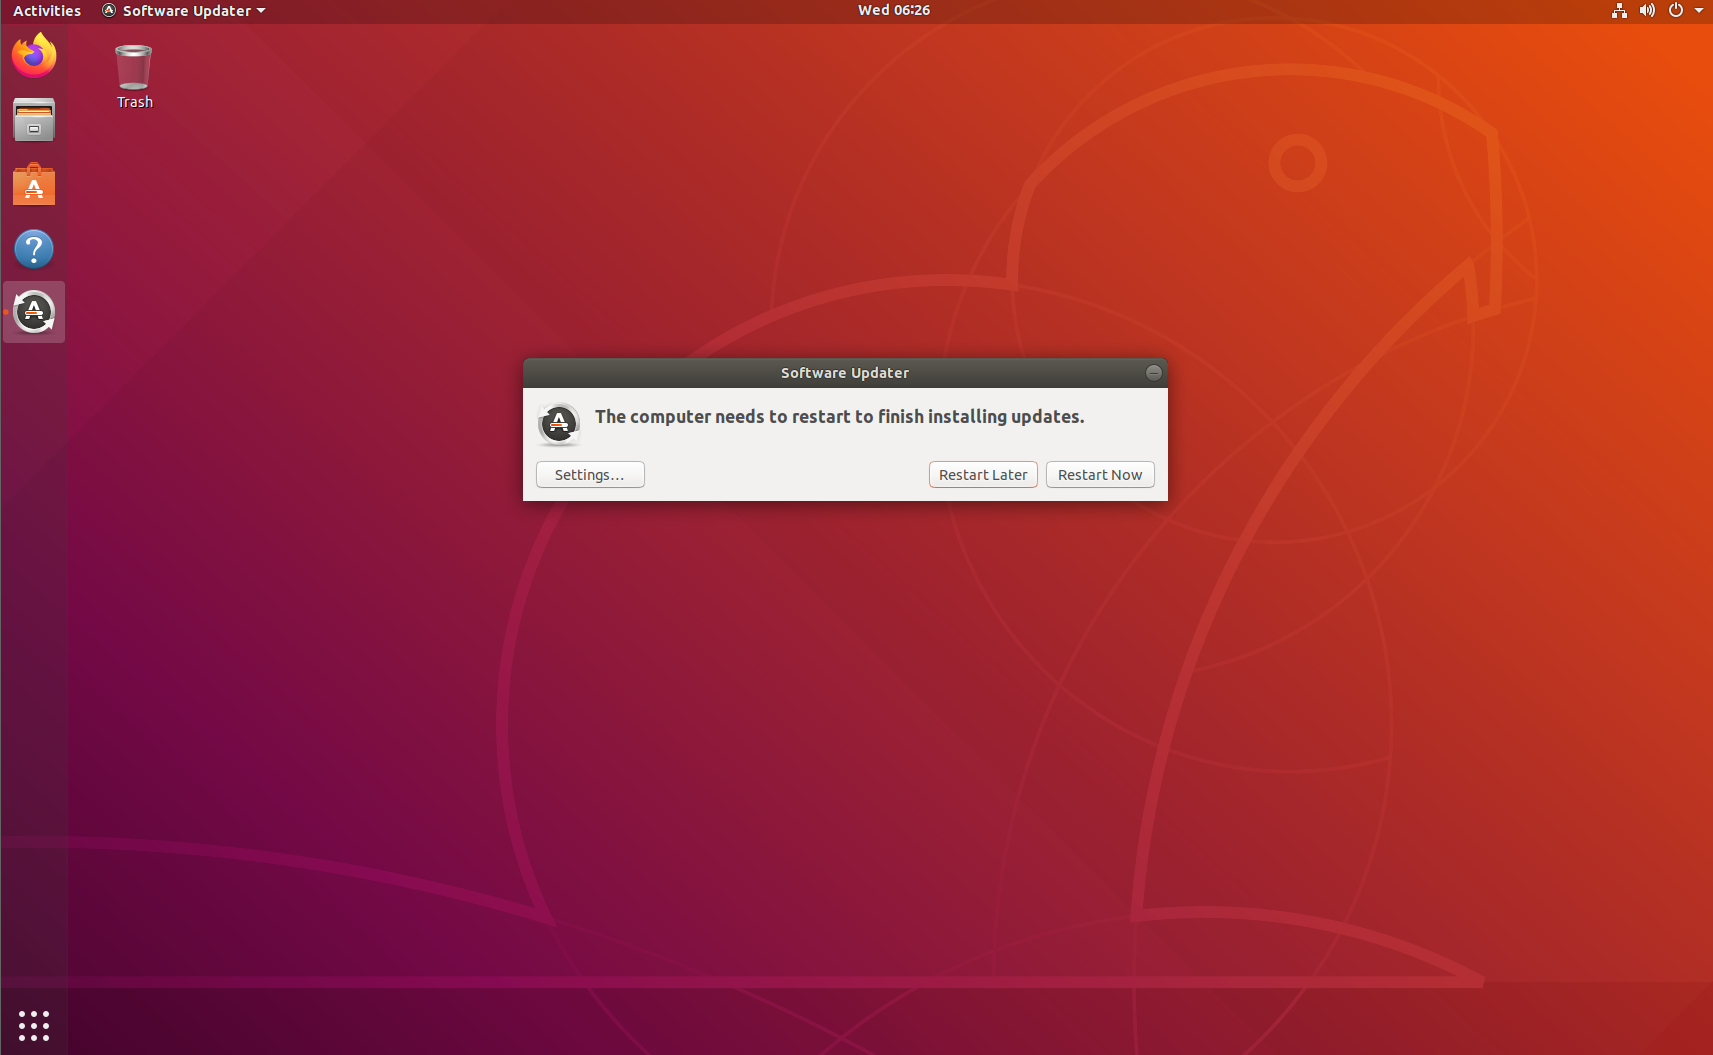 Activities
Software Updater
Wed 06:26
Trash
Software Updater
The computer needs to restart to finish installing updates.
Settings…
Restart Later
Restart Now